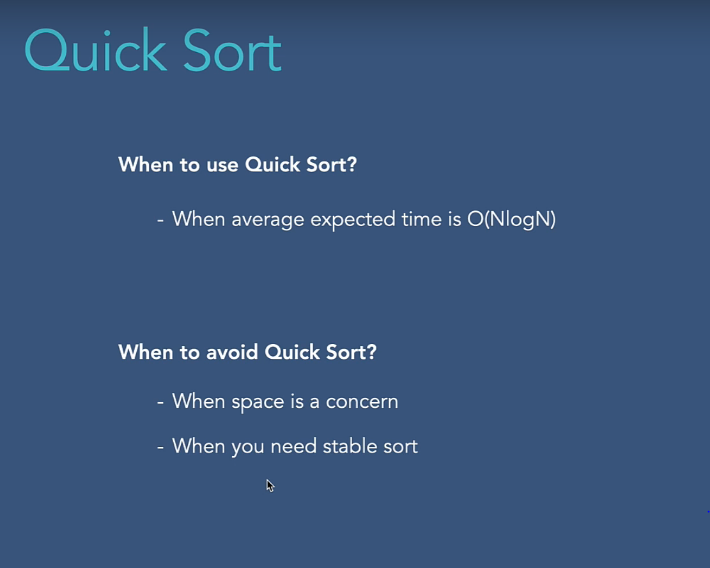 Quick Sort
When to use Quick Sort?
- When average expected time is O(NlogN)
When to avoid Quick Sort?
- When space is a concern
- When you need stable sort